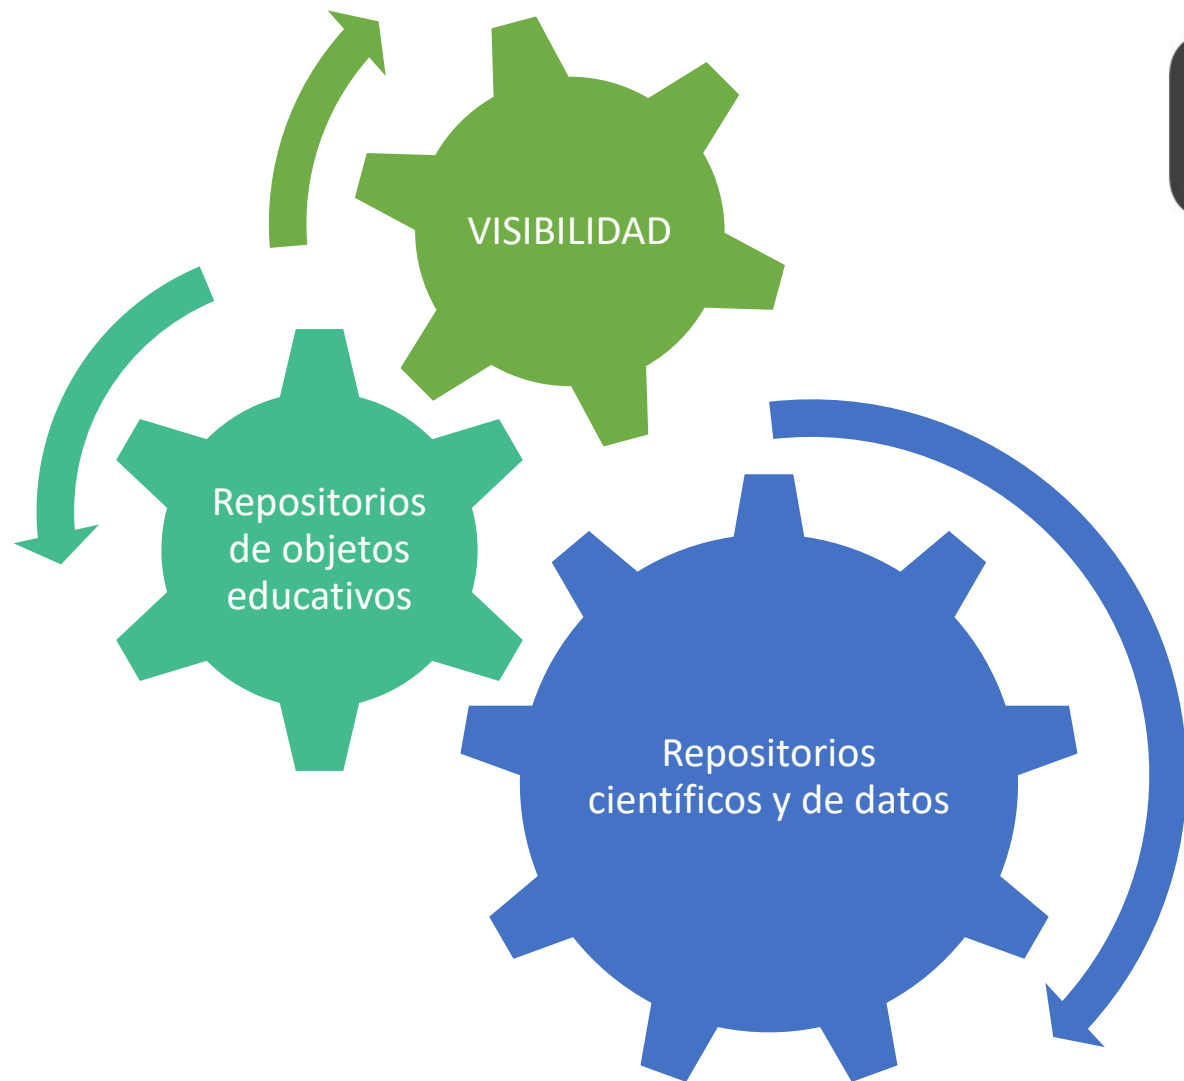 VISIBILIDAD
Repositorios
de objetos
educativos
Repositorios
científicos y de datos